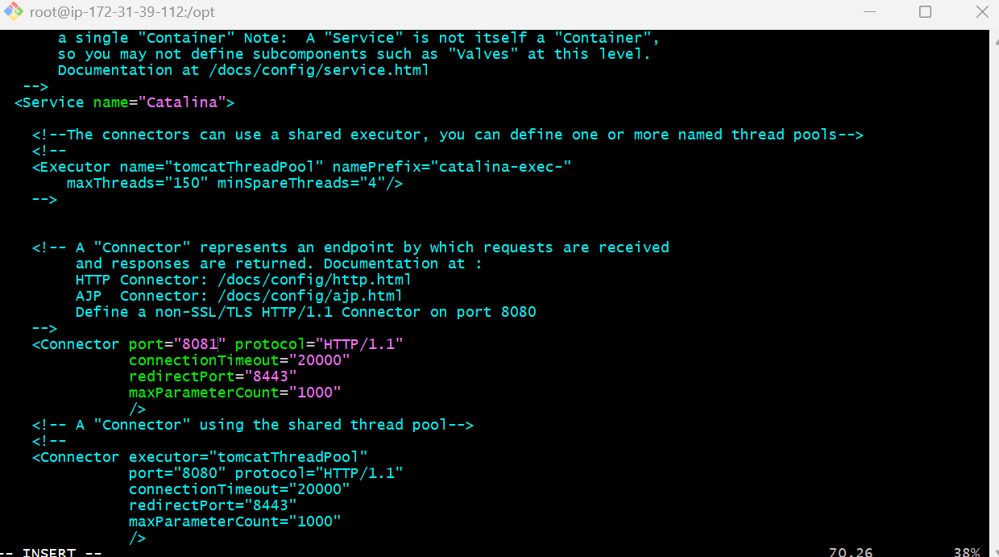 root@ip-172-31-39-112:/opt
a single "Container" Note:  A "Service" is not itself a "Container",
so you may not define subcomponents such as "Valves" at this level.
Documentation at /docs/config/service.html
-->
<Service name="Catalina">
<!--The connectors can use a shared executor, you can define one or more named thread pools-->
<!--
<Executor name="tomcatThreadPool" namePrefix="catalina-exec-"
maxThreads="150" minSpareThreads="4"/>
-->
<!-- A "Connector" represents an endpoint by which requests are received
and responses are returned. Documentation at :
HTTP Connector: /docs/config/http.html
AJP  Connector: /docs/config/ajp.html
Define a non-SSL/TLS HTTP/1.1 Connector on port 8080
-->
<Connector port="8081" protocol="HTTP/1.1"
connectionTimeout="20000"
redirectPort="8443"
maxParameterCount="1000"
/>
<!-- A "Connector" using the shared thread pool-->
<!--
<Connector executor="tomcatThreadPool"
port="8080" protocol="HTTP/1.1"
connectionTimeout="20000"
redirectPort="8443"
maxParameterCount="1000"
/>
-- INSERT -- 70,26 38%